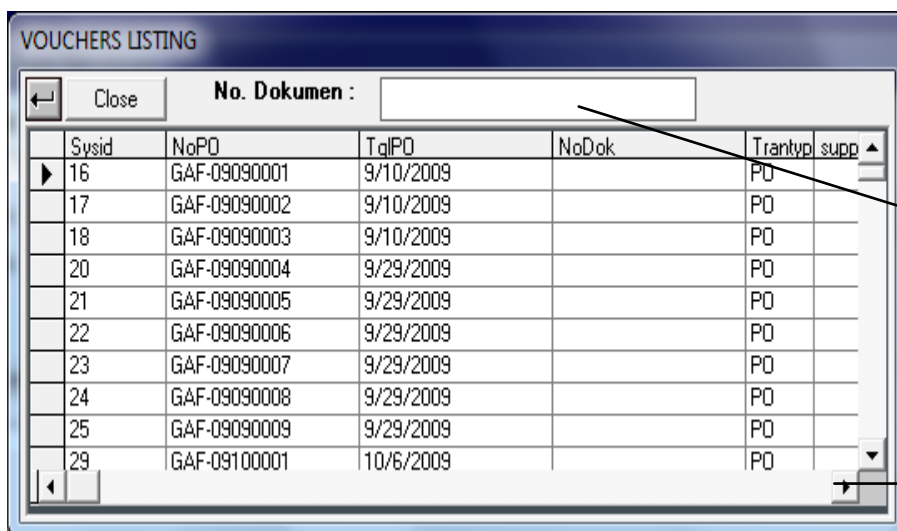 VOUCHERS LISTING
Close No. Dokumen :
Sysid NoPO TglPO NoDok Trantyp supp
16 GAF-09090001 9/10/2009 PO
17 GAF-09090002 9/10/2009 PO
18 GAF-09090003 9/10/2009 PO
20 GAF-09090004 9/29/2009 PO
21 GAF-09090005 9/29/2009 PO
22 GAF-09090006 9/29/2009 PO
23 GAF-09090007 9/29/2009 PO
24 GAF-09090008 9/29/2009 PO
25 GAF-09090009 9/29/2009 PO
29 GAF-09100001 10/6/2009 PO